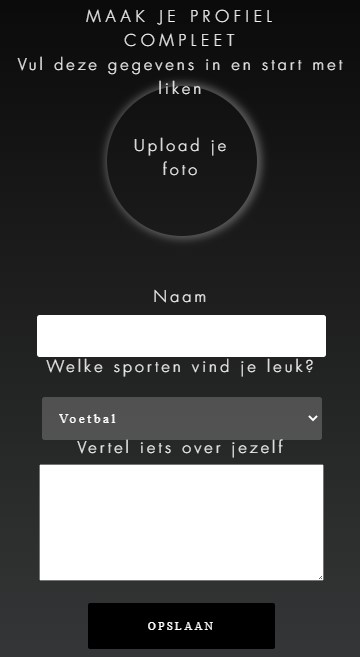 MAAK JE PROFIEL
COMPLEET
Vul deze gegevens in en start met
liken
Upload je
foto
Naam
Welke sporten vind je leuk?
Voetbal
Vertel iets over jezelf
OPSLAAN